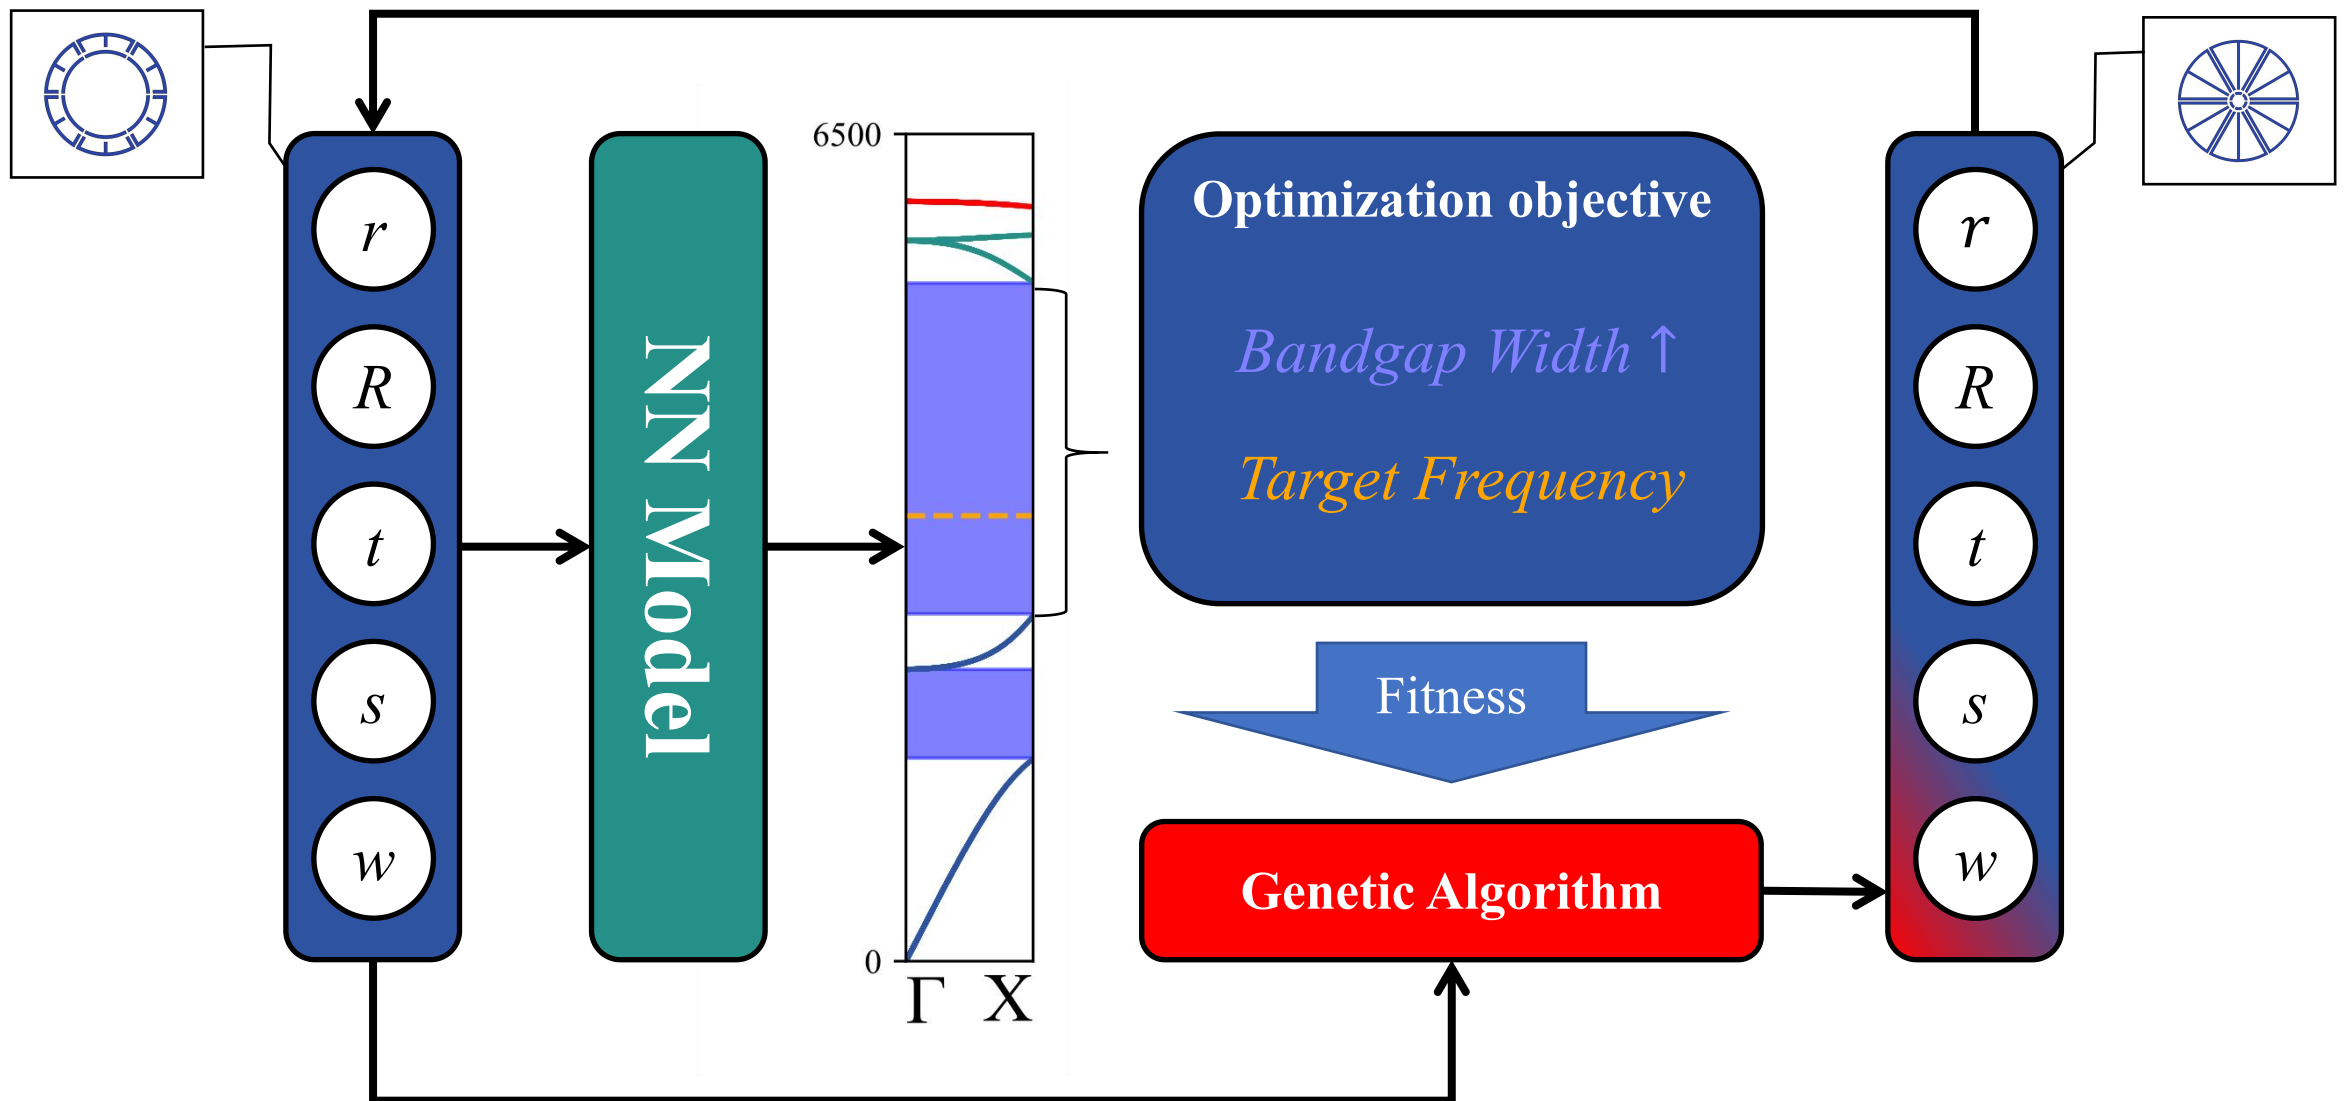 r
R
t
s
w
NN Model
6500
0
Γ X
Optimization objective
Bandgap Width ↑
Target Frequency
Fitness
Genetic Algorithm
r
R
t
s
w